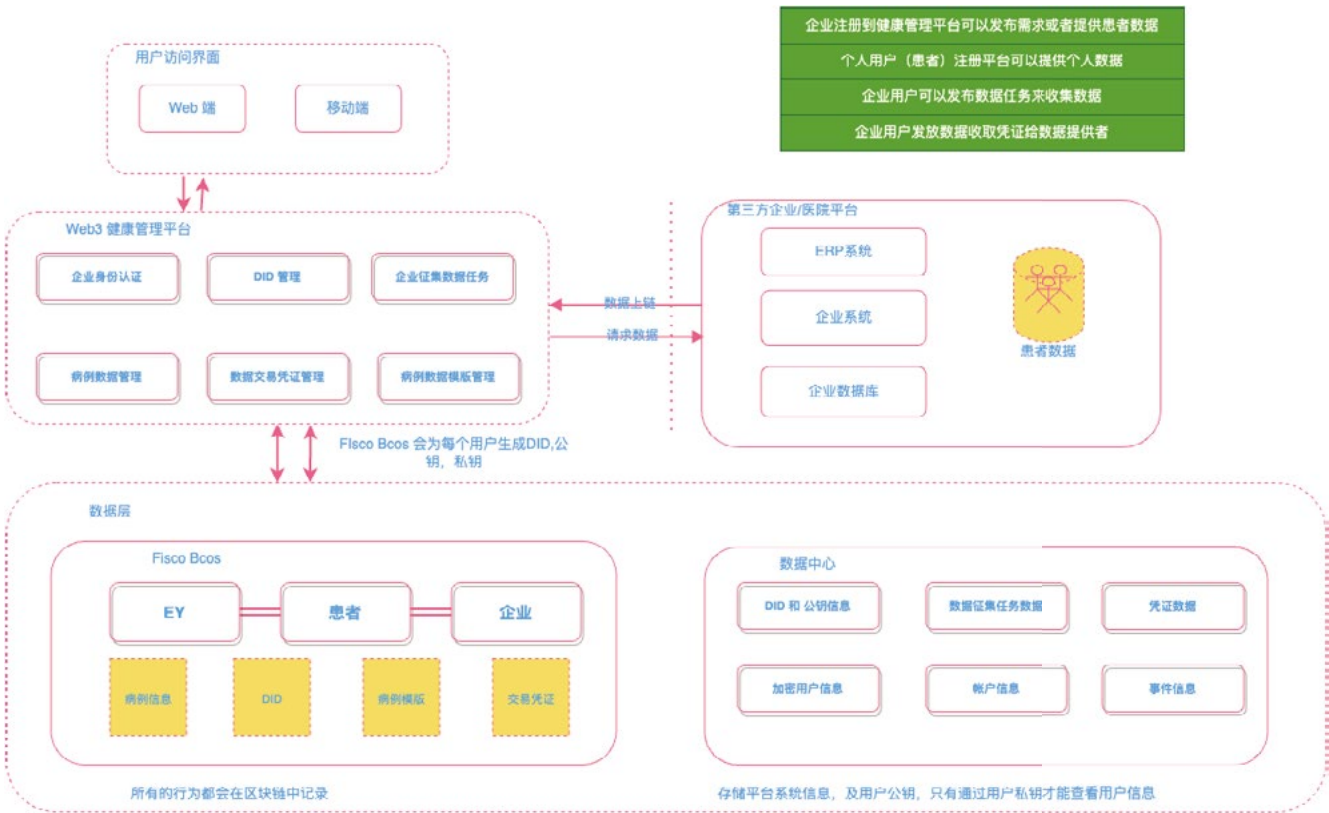 企业注册到健康管理平台可以发布需求或者提供患者数据
个人用户（患者）注册平台可以提供个人数据
企业用户可以发布数据任务来收集数据
企业用户发放数据收取凭证给数据提供者
用户访问界面
Web 端
移动端
Web3 健康管理平台
企业身份认证
DID 管理
企业征集数据任务
病例数据管理
数据交易凭证管理
病例数据模版管理
数据上链
请求数据
第三方企业/医院平台
ERP系统
企业系统
企业数据库
患者数据
FIsco Bcos 会为每个用户生成DID,公
钥，私钥
数据层
Fisco Bcos
EY
患者
企业
病例信息
DiD
病例模版
交易凭证
所有的行为都会在区块链中记录
数据中心
DID 和 公钥信息
数据征集任务数据
凭证数据
加密用户信息
帐户信息
事件信息
存储平台系统信息，及用户公钥，只有通过用户私钥才能查看用户信息